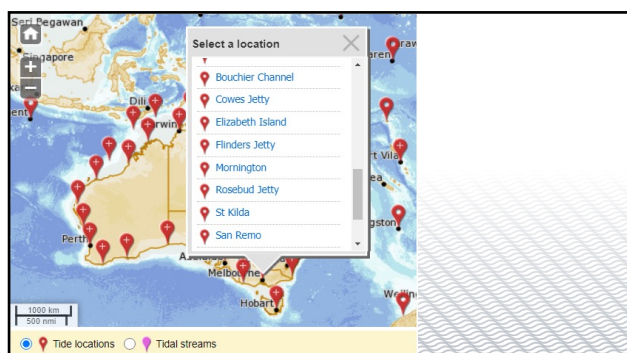 Seri Begawan
Singapore
Dili
Perth
Melbourne
Hobart
Select a location
Bouchier Channel
Cowes Jetty
Elizabeth Island
Flinders Jetty
Mornington
Rosebud Jetty
St Kilda
San Remo
1000 km
500 nmi
Tide locations
Tidal streams